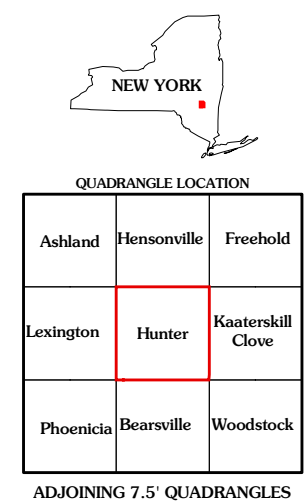 NEW YORK
QUADRANGLE LOCATION
Ashland Hensonville Freehold
Lexington Hunter Kaaterskill Clove
Phoenicia Bearsville Woodstock
ADJOINING 7.5' QUADRANGLES